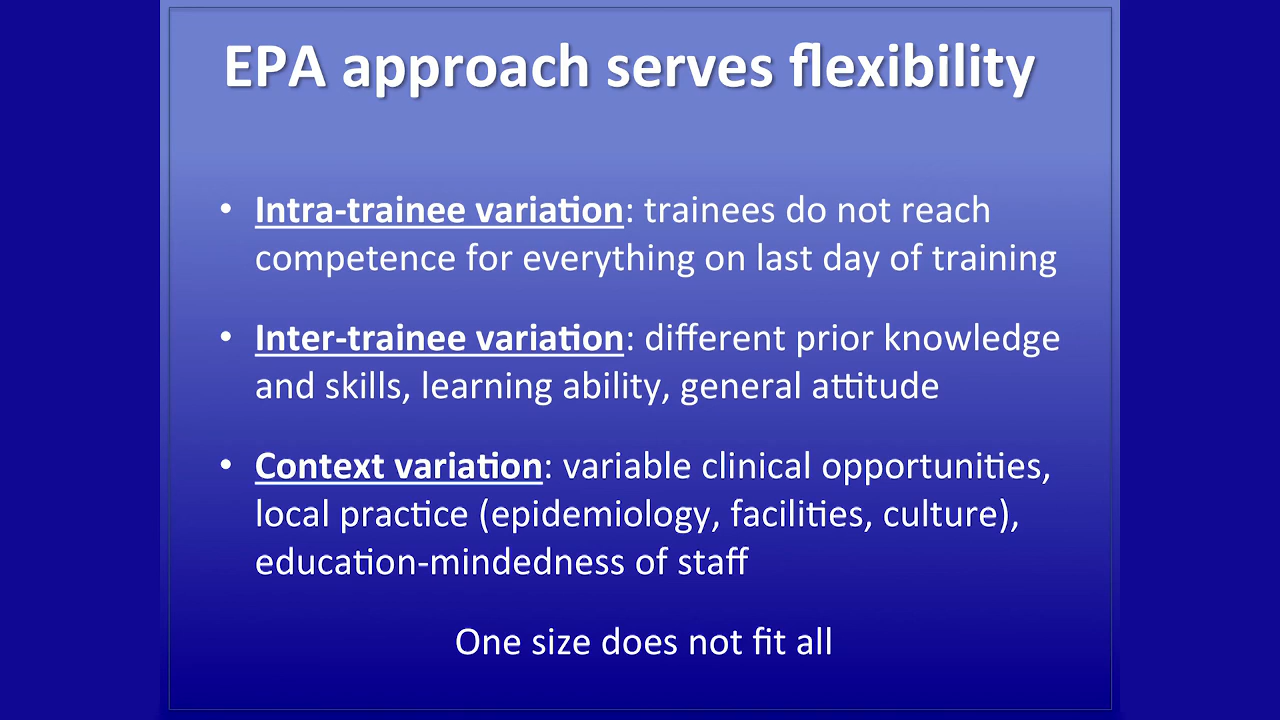 EPA approach serves flexibility
• Intra-trainee variation: trainees do not reach
competence for everything on last day of training
• Inter-trainee variation: different prior knowledge
and skills, learning ability, general attitude
• Context variation: variable clinical opportunities,
local practice (epidemiology, facilities, culture),
education-mindedness of staff
One size does not fit all